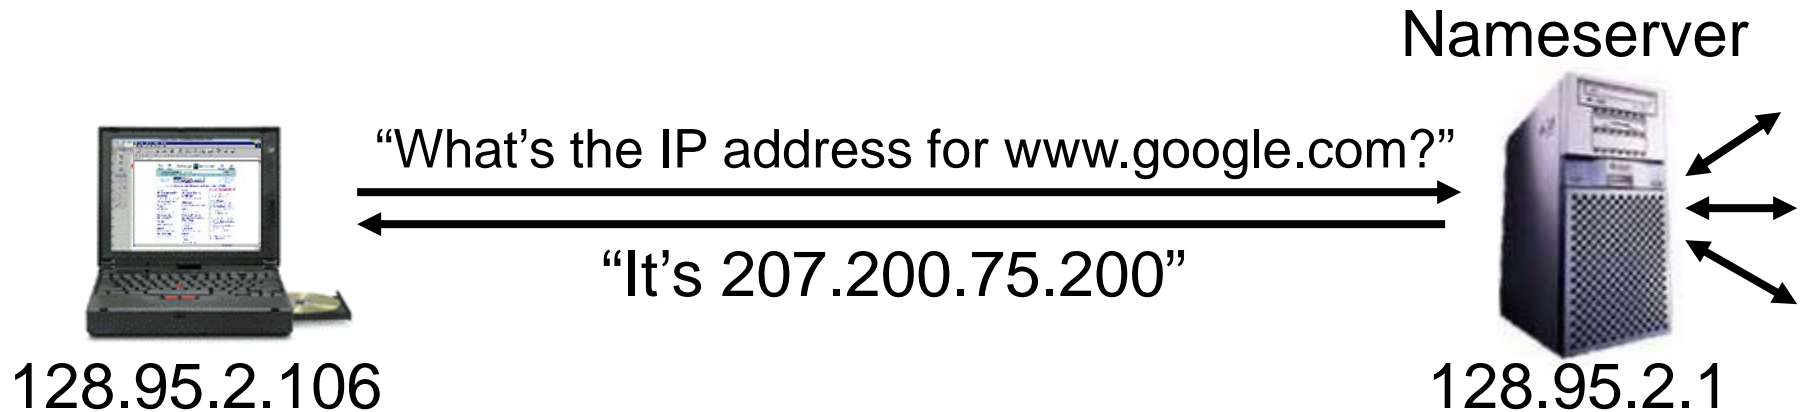 Nameserver
“What’s the IP address for www.google.com?”
“It’s 207.200.75.200”
128.95.2.106
128.95.2.1